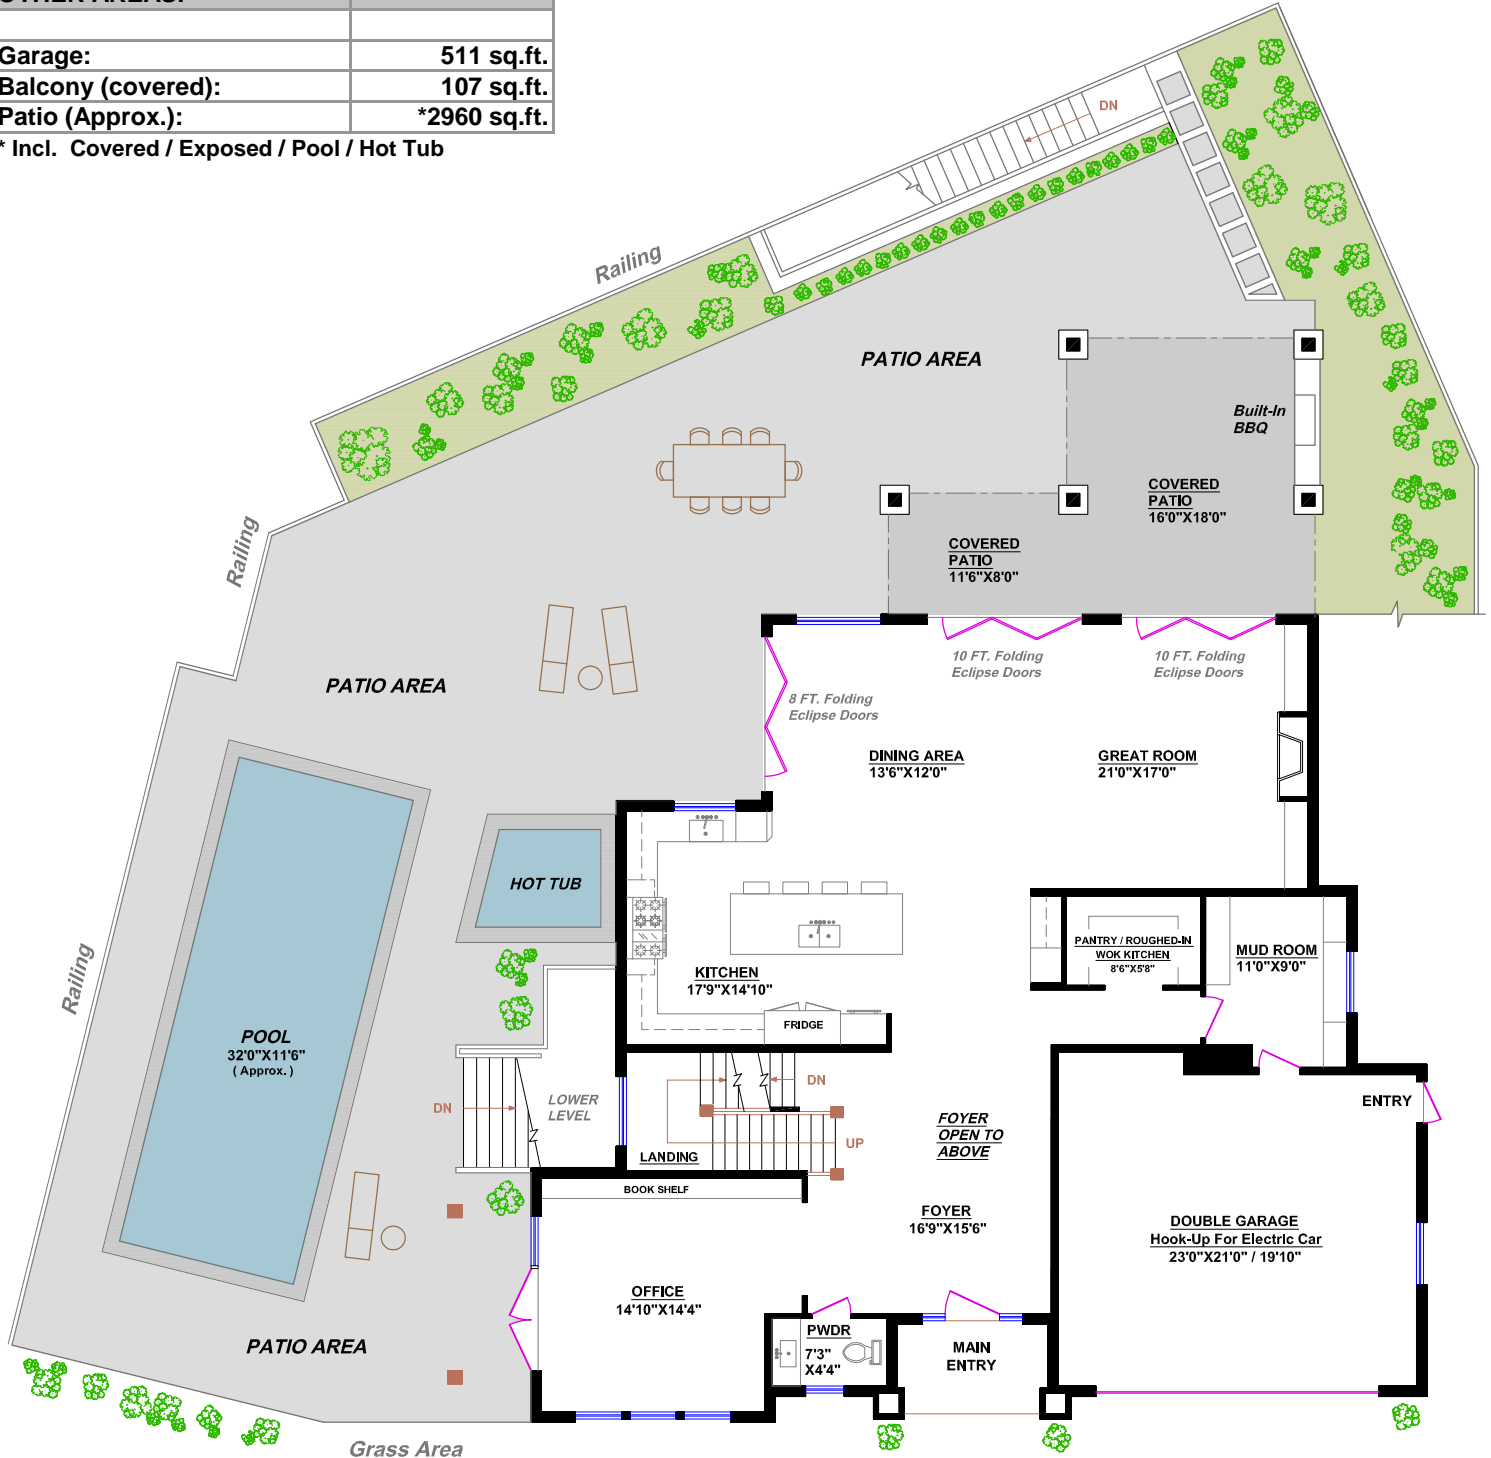 OTHER AREAS:
Garage: 511 sq.ft.
Balcony (covered): 107 sq.ft.
Patio (Approx.): *2960 sq.ft.
* Incl. Covered / Exposed / Pool / Hot Tub
DN
Railing
PATIO AREA
Built-In
BBQ
COVERED
PATIO
16'0"X18'0"
COVERED
PATIO
11'6"X8'0"
Railing
10 FT. Folding
Eclipse Doors
10 FT. Folding
Eclipse Doors
PATIO AREA
8 FT. Folding
Eclipse Doors
DINING AREA
13'6"X12'0"
GREAT ROOM
21'0"X17'0"
HOT TUB
Railing
KITCHEN
17'9"X14'10"
FRIDGE
PANTRY / ROUGHED-IN
WOK KITCHEN
8'6"X5'8"
MUD ROOM
11'0"X9'0"
POOL
32'0"X11'6"
( Approx. )
DN
LOWER
LEVEL
DN
UP
LANDING
FOYER
OPEN TO
ABOVE
ENTRY
BOOK SHELF
FOYER
16'9"X15'6"
DOUBLE GARAGE
Hook-Up For Electric Car
23'0"X21'0" / 19'10"
OFFICE
14'10"X14'4"
PWDR
7'3"
X4'4"
MAIN
ENTRY
PATIO AREA
Grass Area